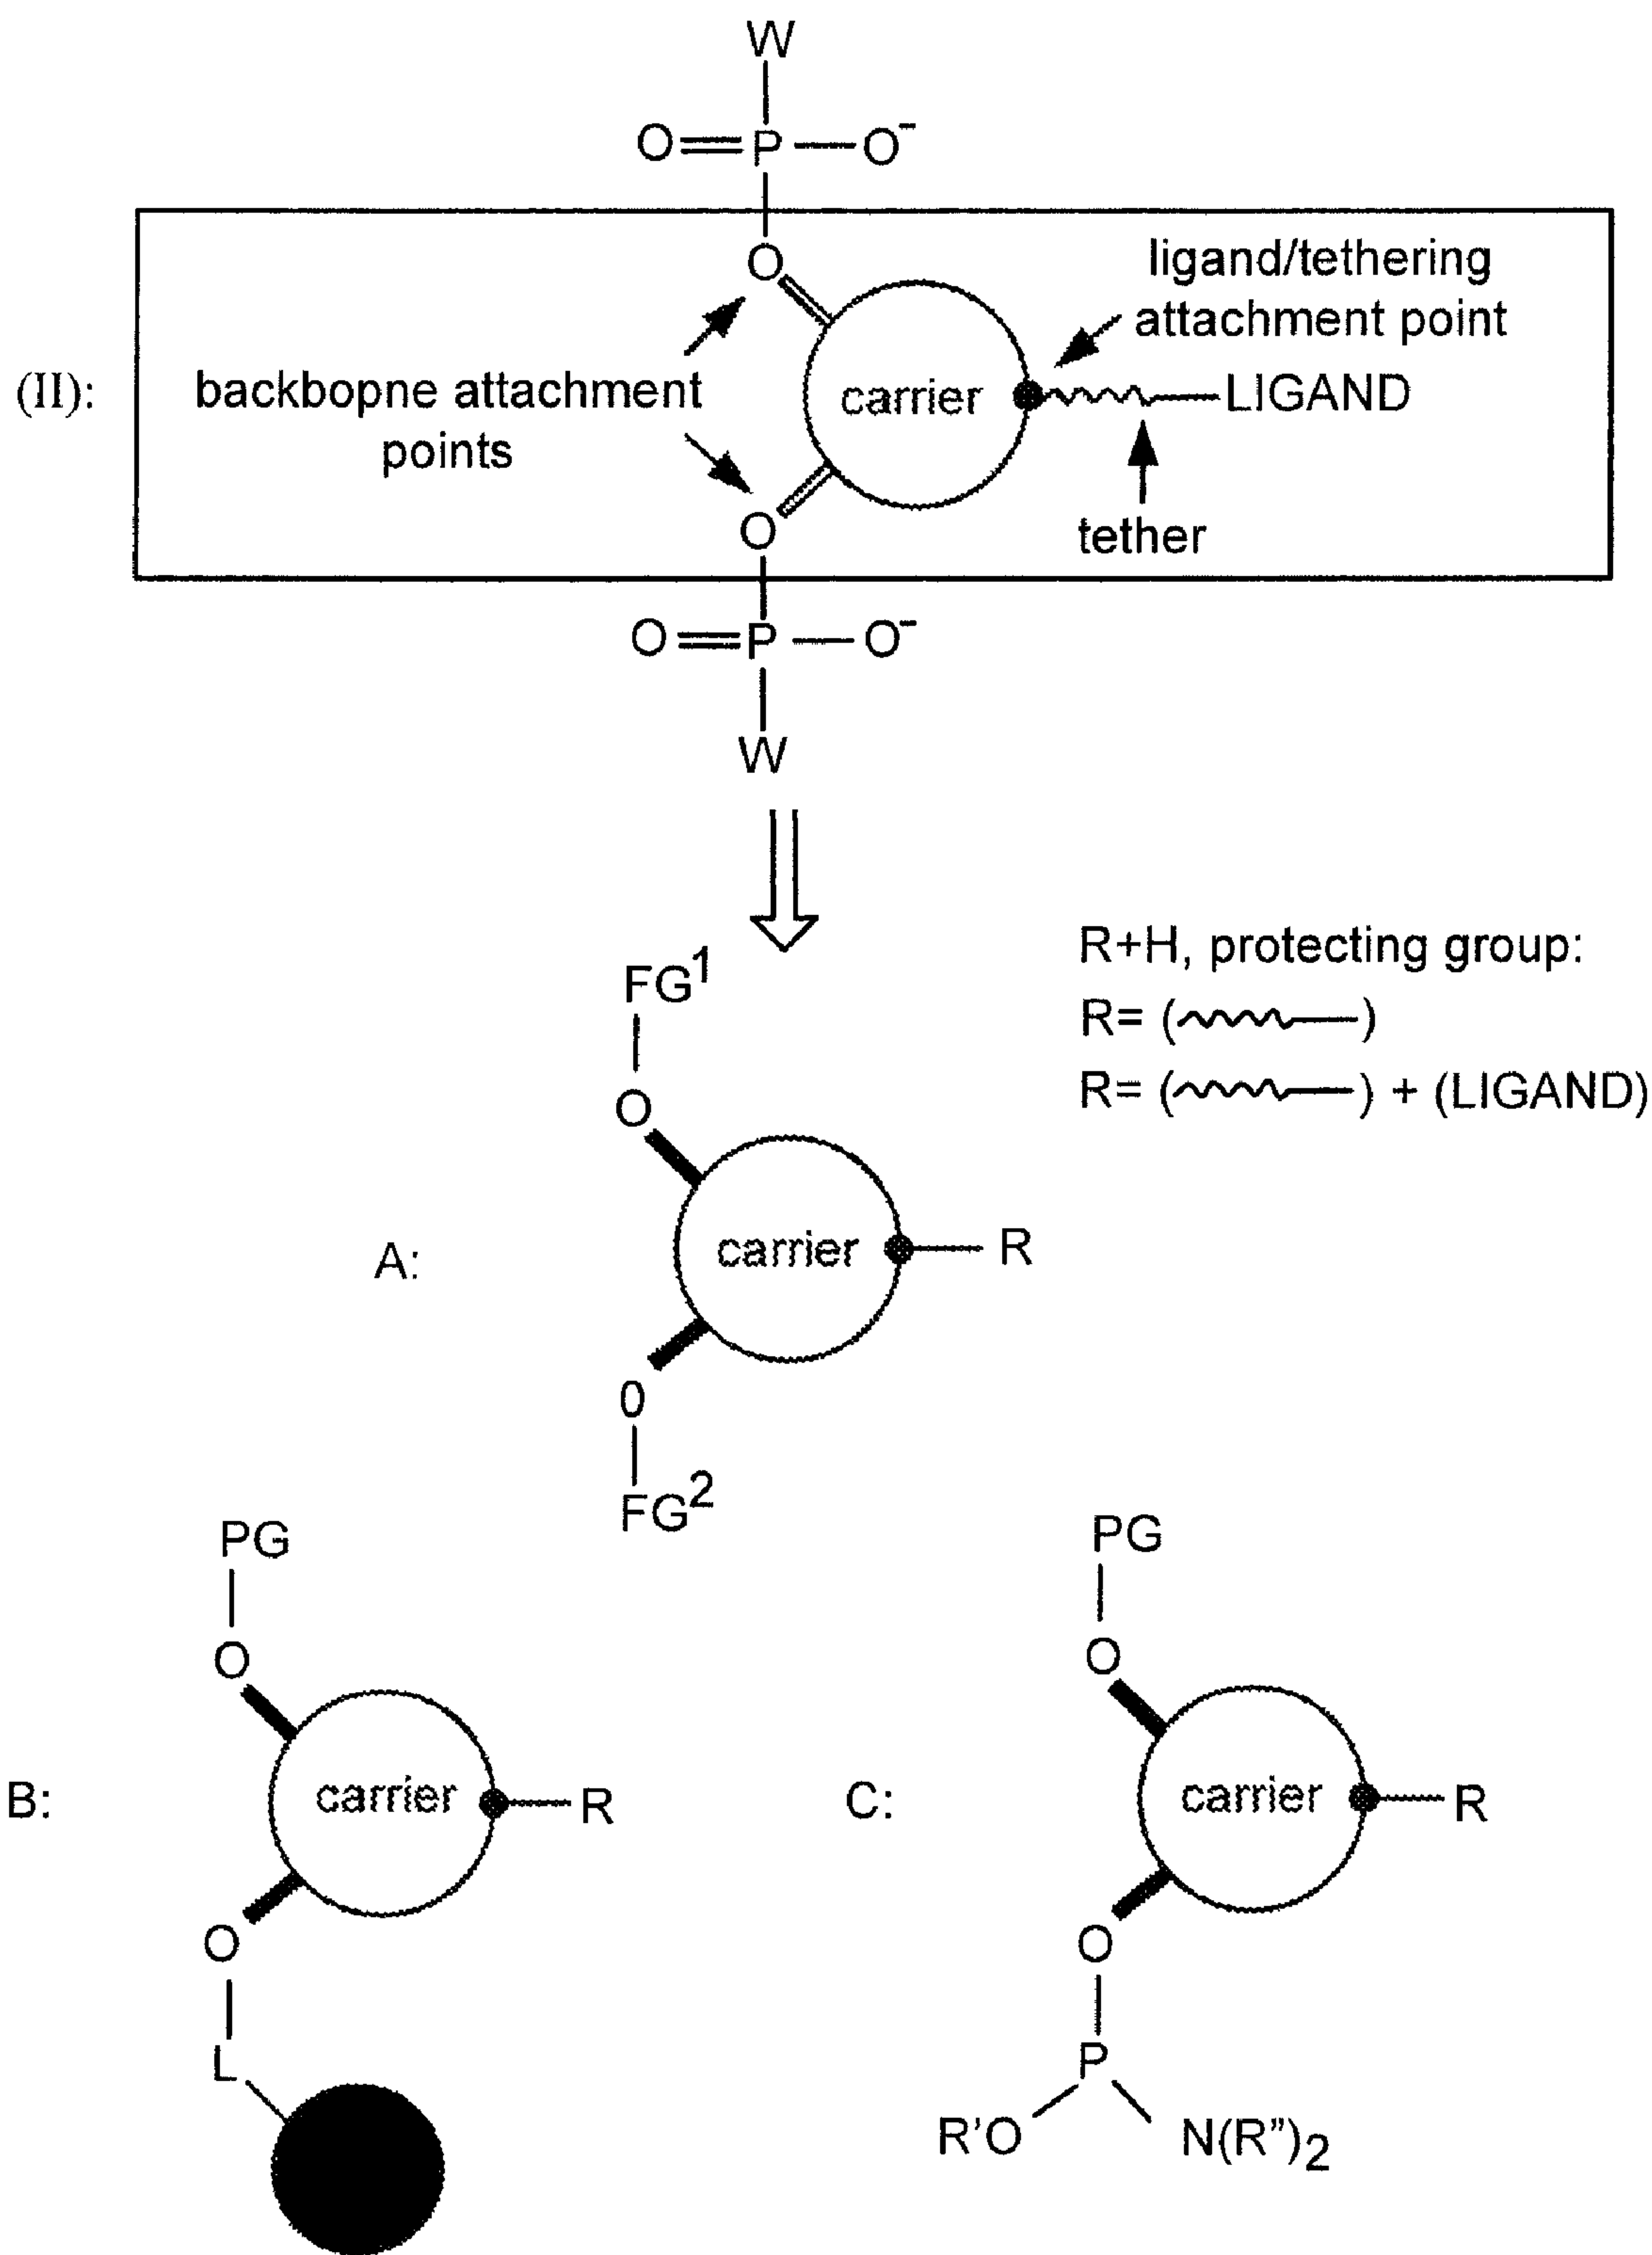 W
O=P—O⁻
O
ligand/tethering
attachment point
(II):
backbopne attachment
points
carrier
LIGAND
O
tether
O=P—O⁻
W
R+H, protecting group:
R= ( )
R= ( ) + (LIGAND)
FG¹
O
A:
carrier
R
0
FG²
PG
O
B:
carrier
R
O
L
PG
O
C:
carrier
R
O
P
R'O
N(R")₂